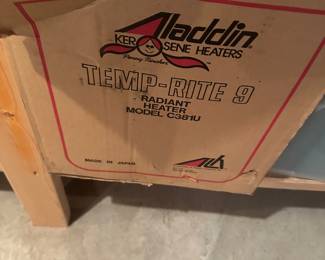 Aladdin
KEROSENE HEATERS
TEMP-RITE 9
RADIANT
HEATER
MODEL C381U
MADE IN JAPAN